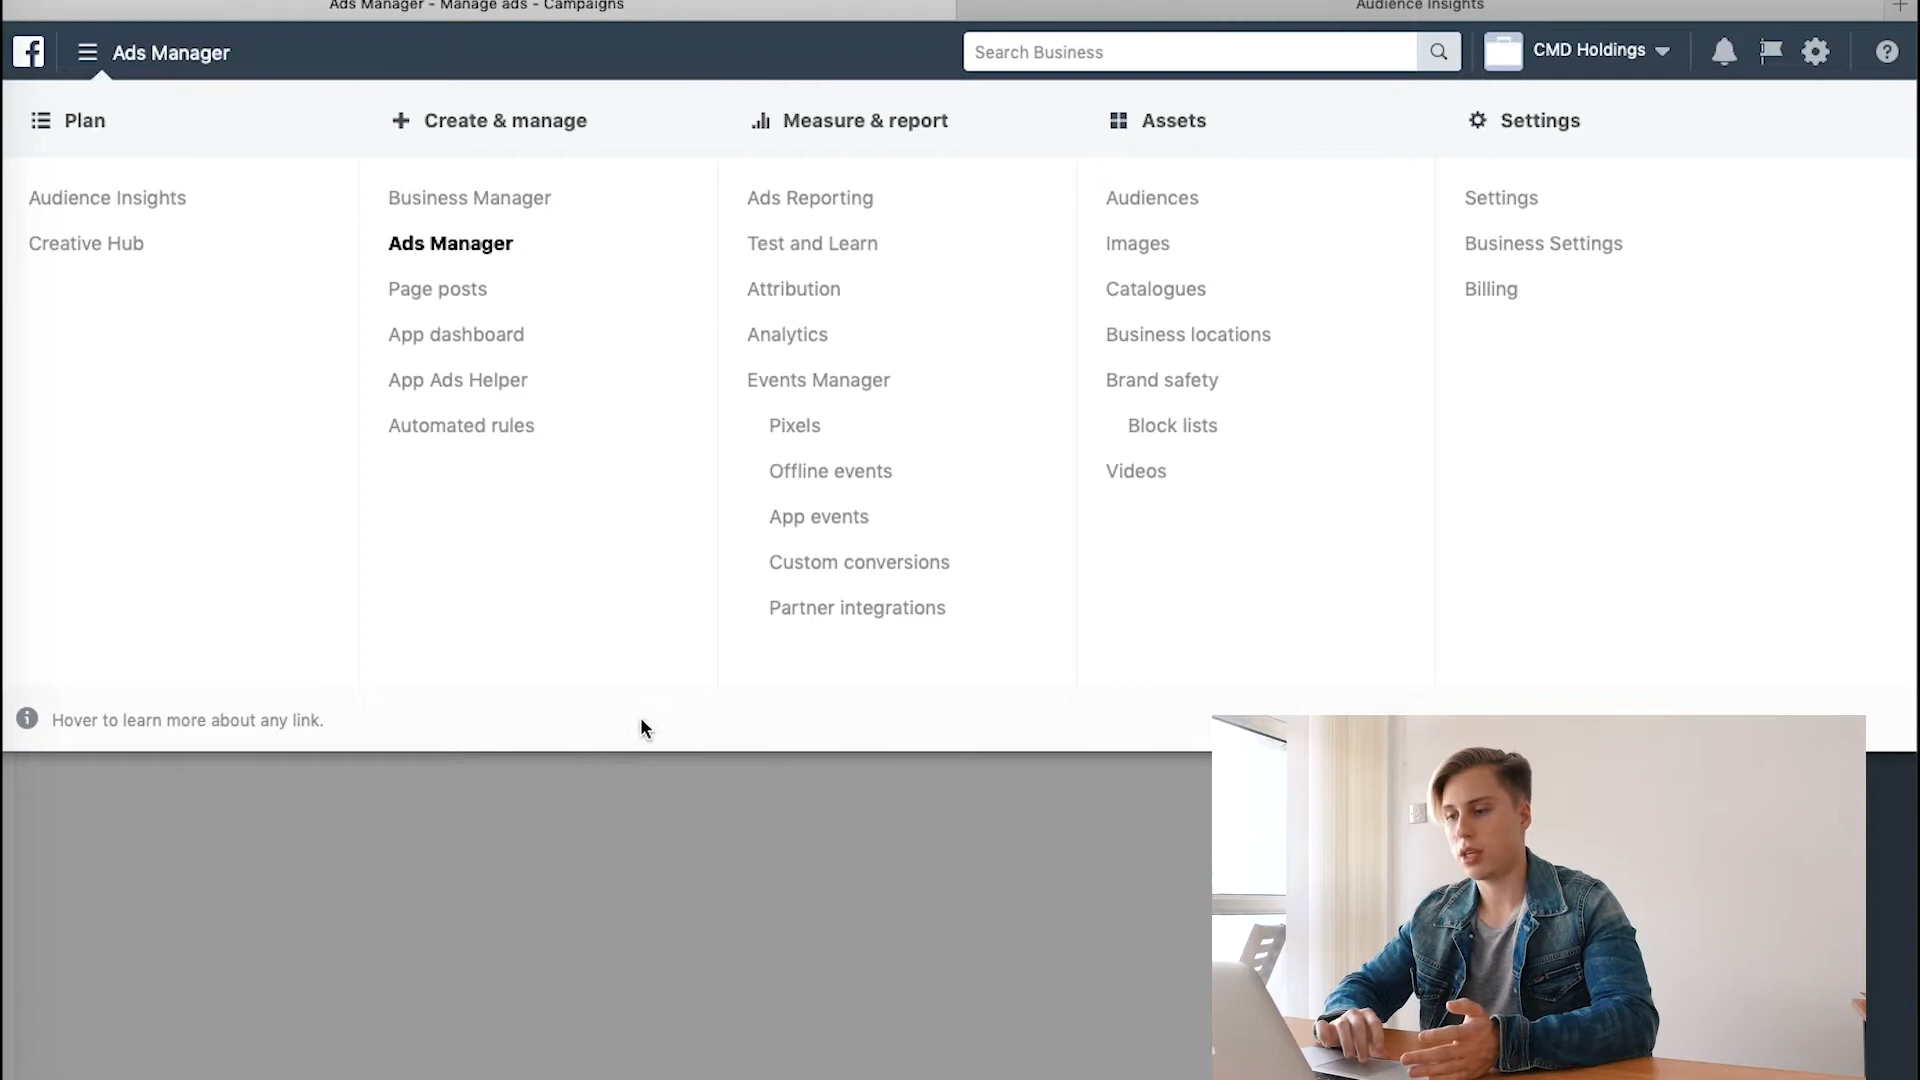 Ads Manager - Manage ads - Campaigns
Audience Insights
Ads Manager
Search Business
CMD Holdings
Plan
Create & manage
Measure & report
Assets
Settings
Audience Insights
Creative Hub
Business Manager
Ads Manager
Page posts
App dashboard
App Ads Helper
Automated rules
Ads Reporting
Test and Learn
Attribution
Analytics
Events Manager
Pixels
Offline events
App events
Custom conversions
Partner integrations
Audiences
Images
Catalogues
Business locations
Brand safety
Block lists
Videos
Settings
Business Settings
Billing
Hover to learn more about any link.